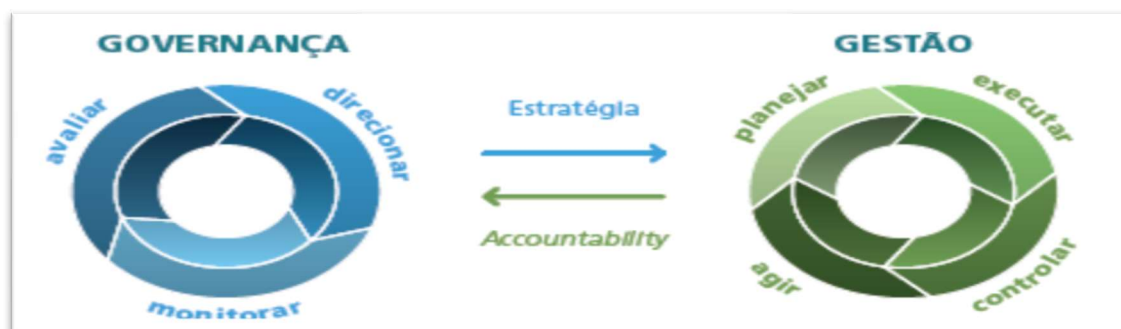 GOVERNANÇA
avaliar
direcionar
monitorar
Estratégia
Accountability
GESTÃO
planejar
executar
controlar
agir